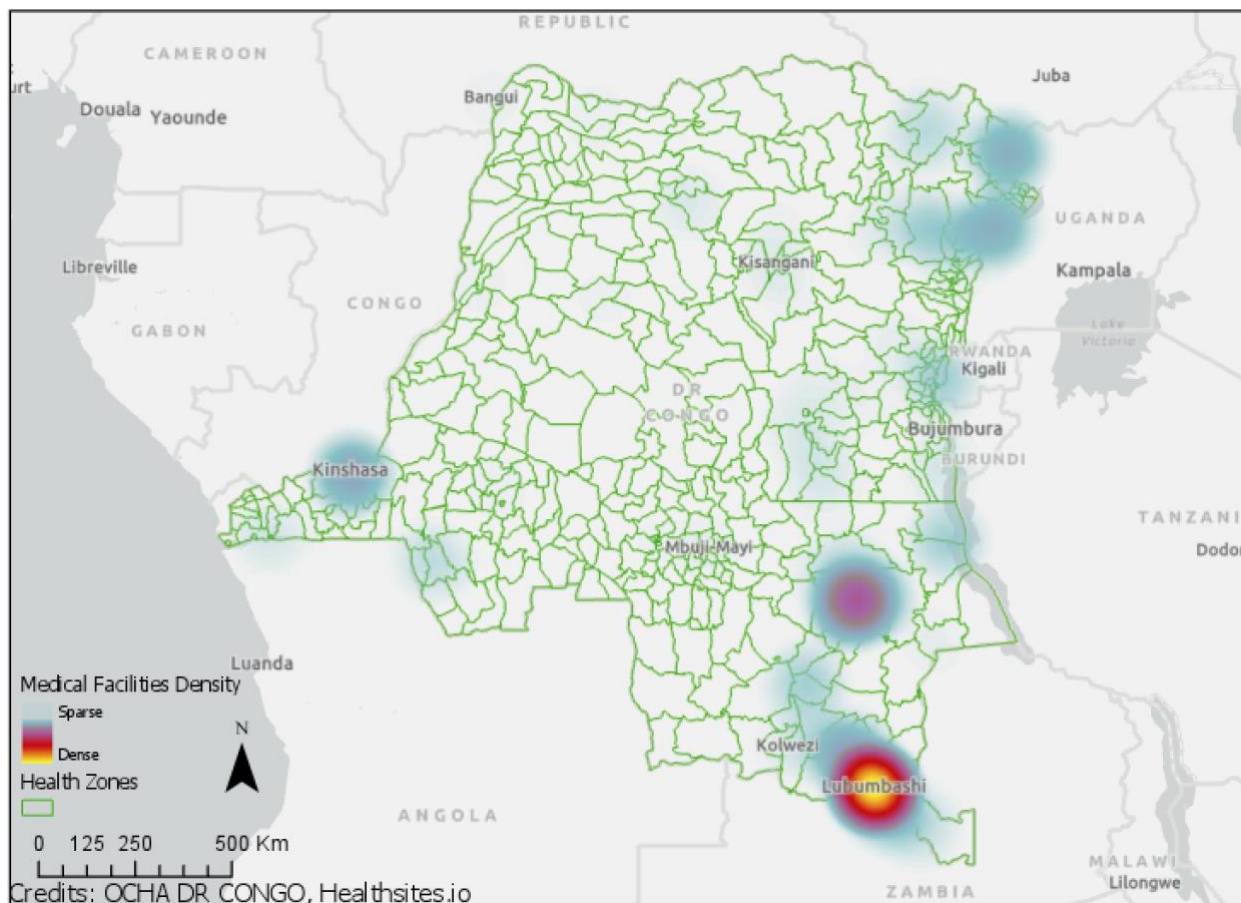 REPUBLIC
CAMEROON
Juba
urt
Bangui
Douala
Yaounde
UGANDA
Libreville
Kisangani
Kampala
CONGO
GABON
Lake
Victoria
RWANDA
Kigali
DR
CONGO
Bujumbura
BURUNDI
Kinshasa
TANZANI
Mbuji-Mayi
Dodor
Luanda
Medical Facilities Density
Sparse
N
Dense
Kolwezi
Health Zones
Lubumbashi
ANGOLA
0 125 250 500 Km
MALAWI
Lilongwe
ZAMBIA
Credits: OCHA DR CONGO, Healthsites.io